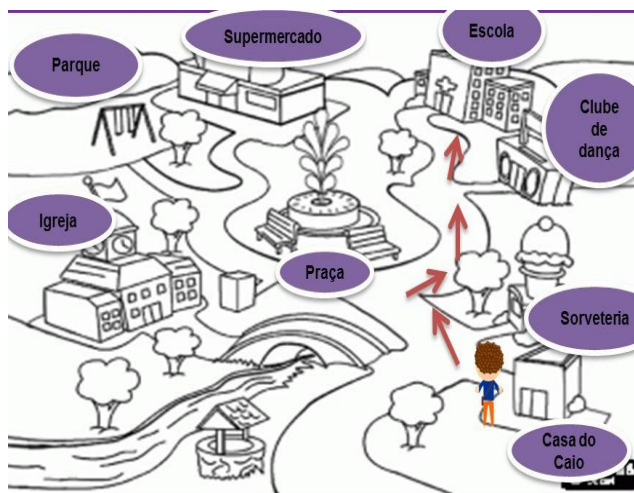 Supermercado
Escola
Parque
Clube
de
dança
Igreja
Praça
Sorveteria
Casa do
Caio